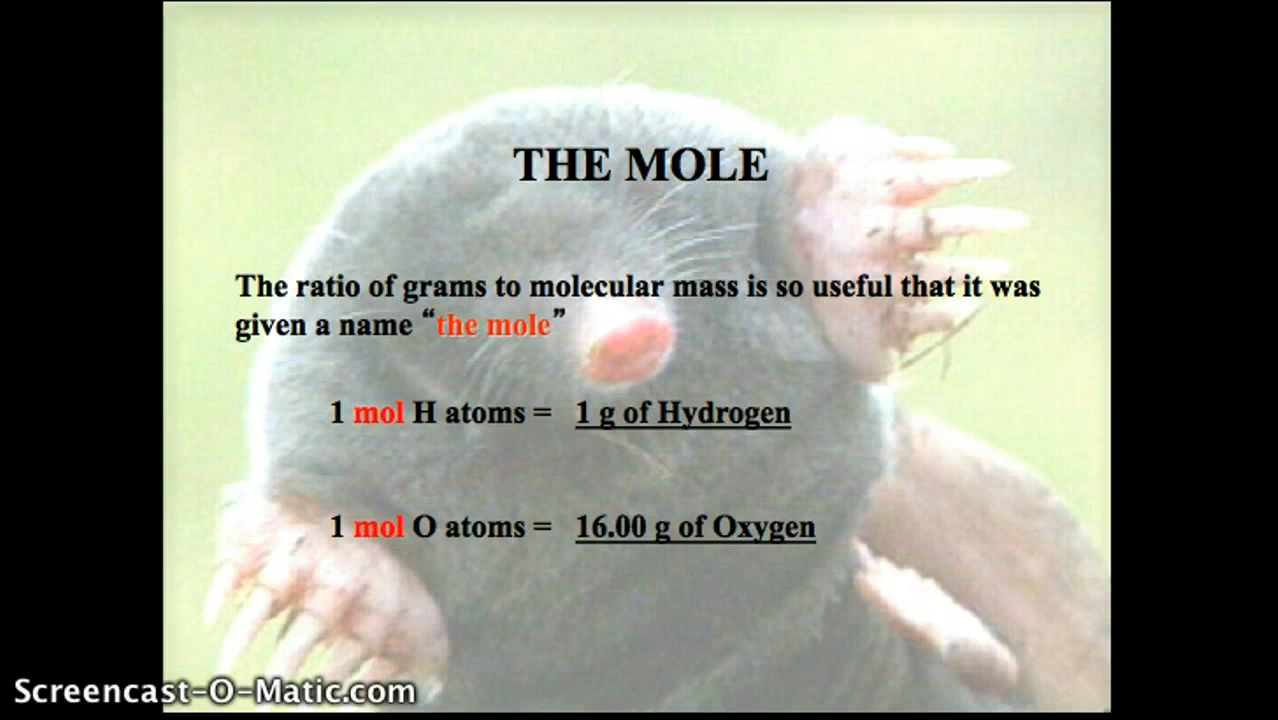 THE MOLE
The ratio of grams to molecular mass is so useful that it was
given a name “the mole”
1 mol H atoms = 1 g of Hydrogen
1 mol O atoms = 16.00 g of Oxygen
Screencast-O-Matic.com